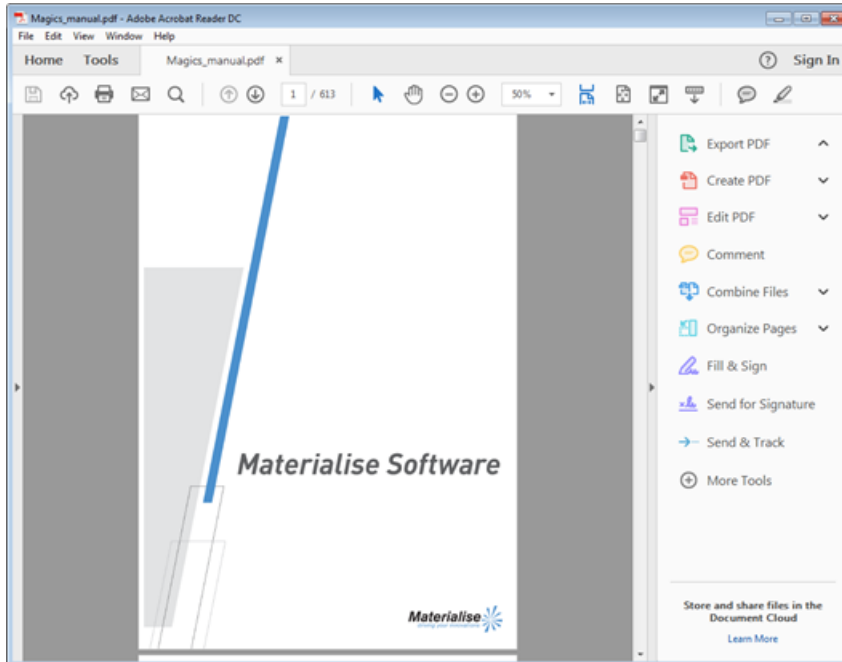 Magics_manual.pdf - Adobe Acrobat Reader DC
File Edit View Window Help
Home Tools Magics_manual.pdf × Sign In
1 / 613 50%
Export PDF
Create PDF
Edit PDF
Comment
Combine Files
Organize Pages
Fill & Sign
Send for Signature
Send & Track
More Tools
Materialise Software
Materialise
Store and share files in the
Document Cloud
Learn More